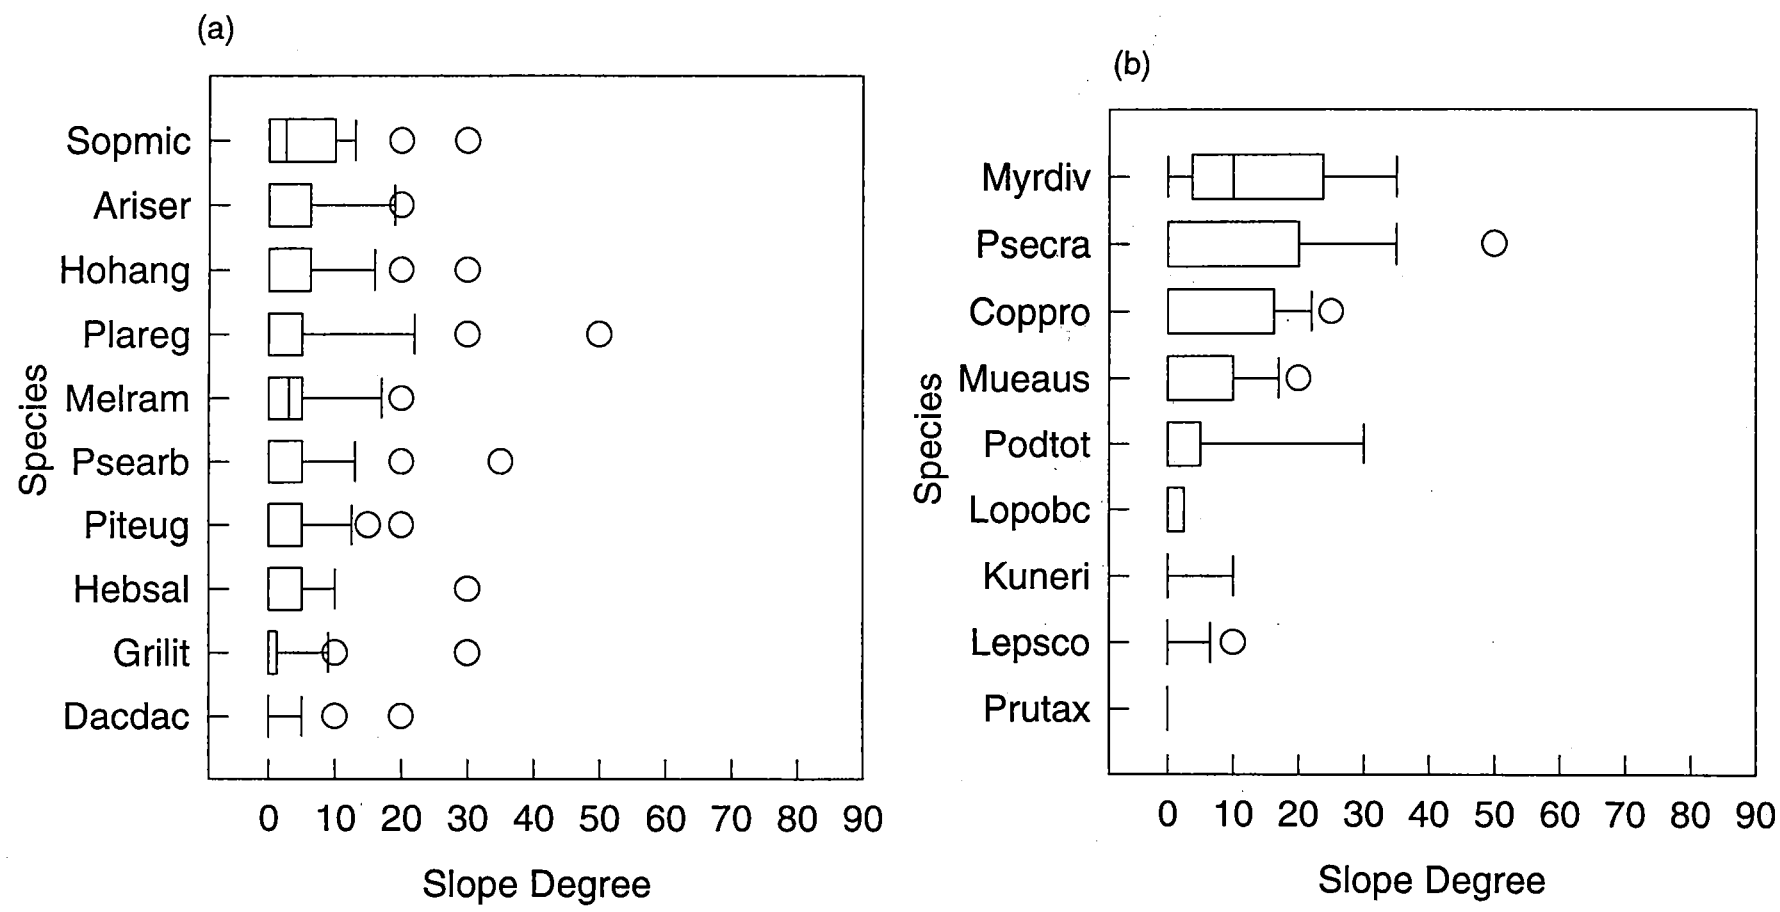 (a)
Species
Sopmic
Ariser
Hohang
Plareg
Melram
Psearb
Piteug
Hebsal
Grilit
Dacdac
0 10 20 30 40 50 60 70 80 90
Slope Degree
(b)
Species
Myrdiv
Psecra
Coppro
Mueaus
Podtot
Lopobc
Kuneri
Lepsco
Prutax
0 10 20 30 40 50 60 70 80 90
Slope Degree